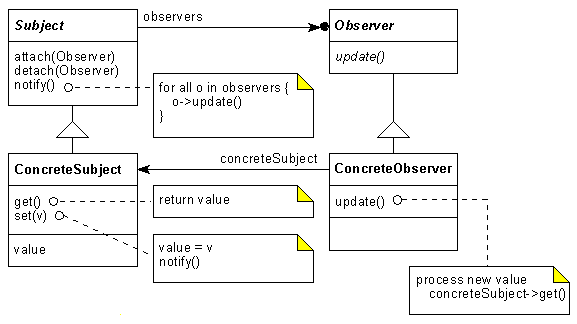 Subject
observers
Observer
attach(Observer)
detach(Observer)
notify()
update()
for all o in observers {
o->update()
}
ConcreteSubject
concreteSubject
ConcreteObserver
get()
set(v)
return value
update()
value
value = v
notify()
process new value
concreteSubject->get()